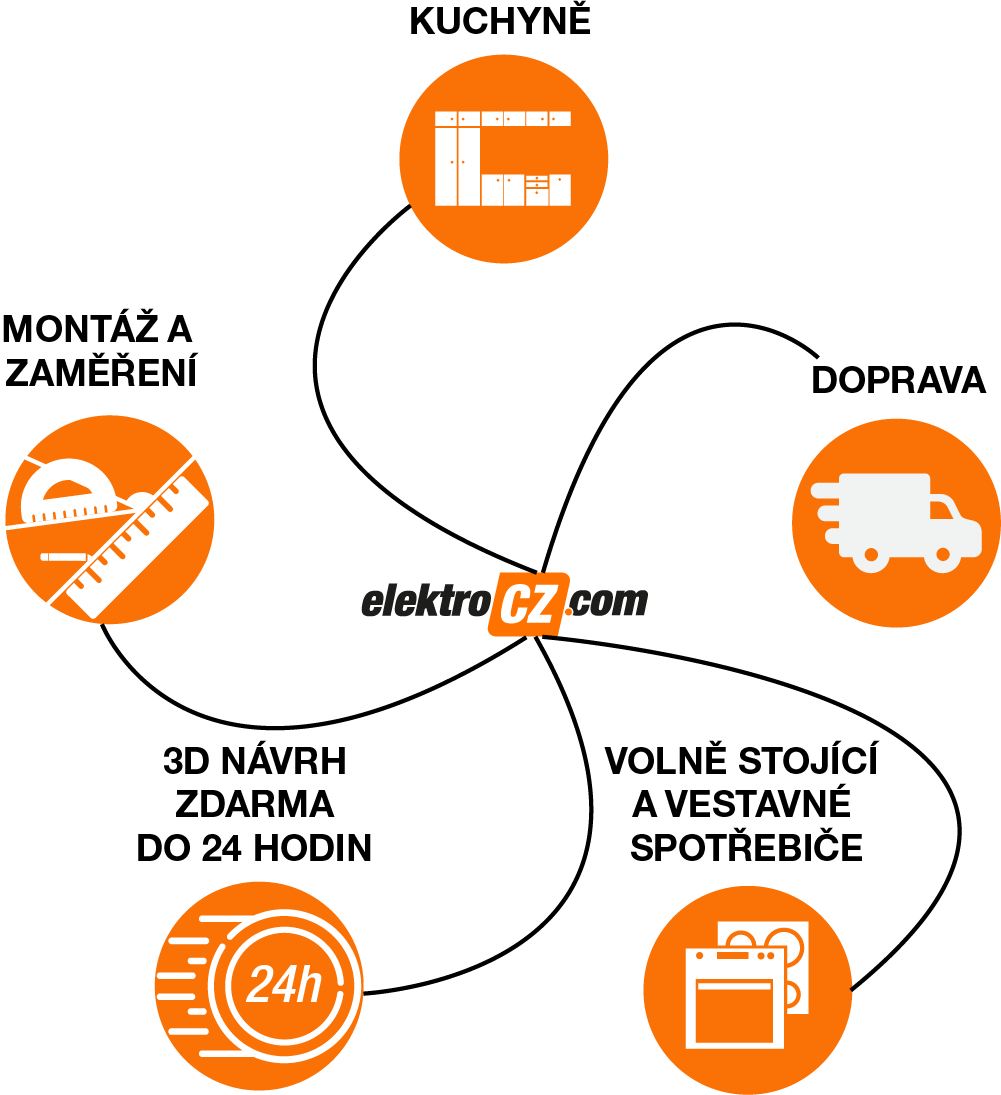 KUCHYNĚ
MONTÁŽ A
ZAMĚŘENÍ
DOPRAVA
elektroCZ.com
3D NÁVRH
ZDARMA
DO 24 HODIN
24h
VOLNĚ STOJÍCÍ
A VESTAVNÉ
SPOTŘEBIČE